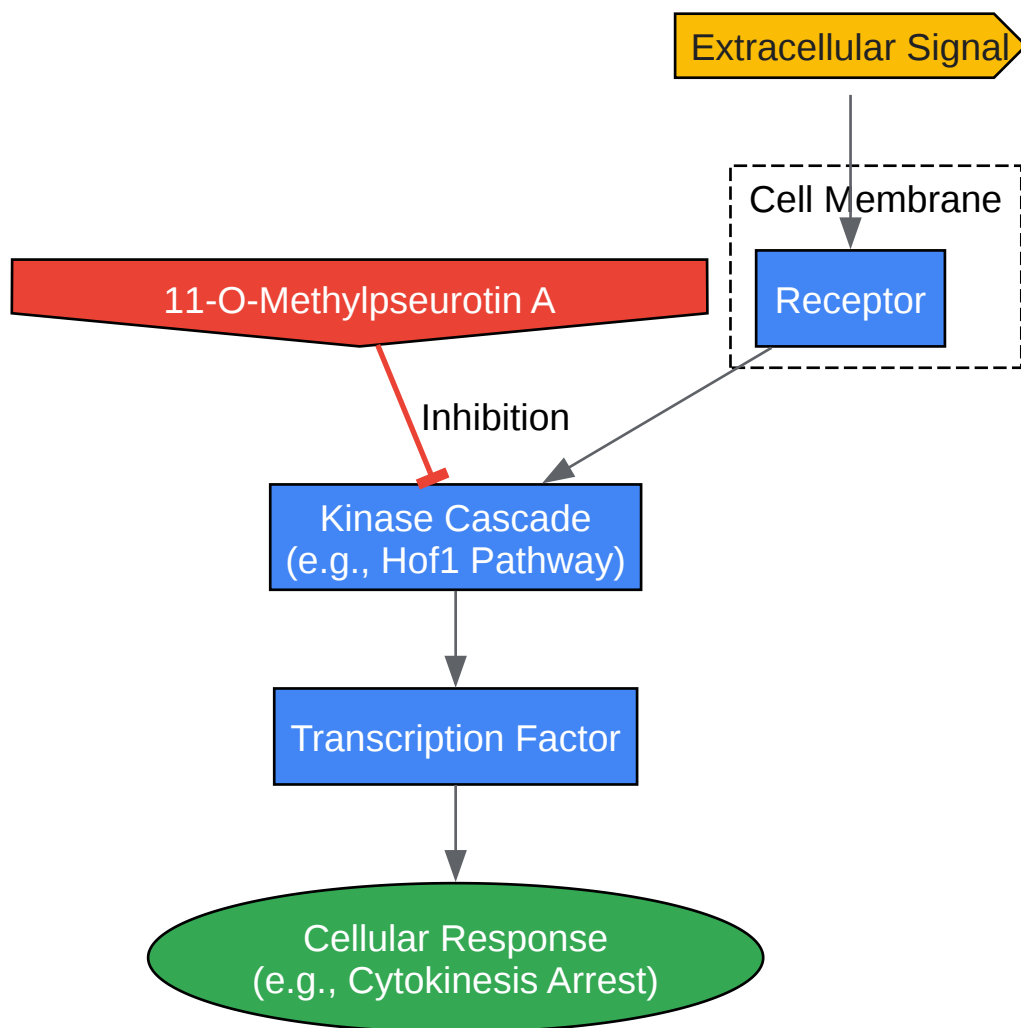 Extracellular Signal
Cell Membrane
Receptor
11-O-Methylpseurotin A
Inhibition
Kinase Cascade
(e.g., Hof1 Pathway)
Transcription Factor
Cellular Response
(e.g., Cytokinesis Arrest)